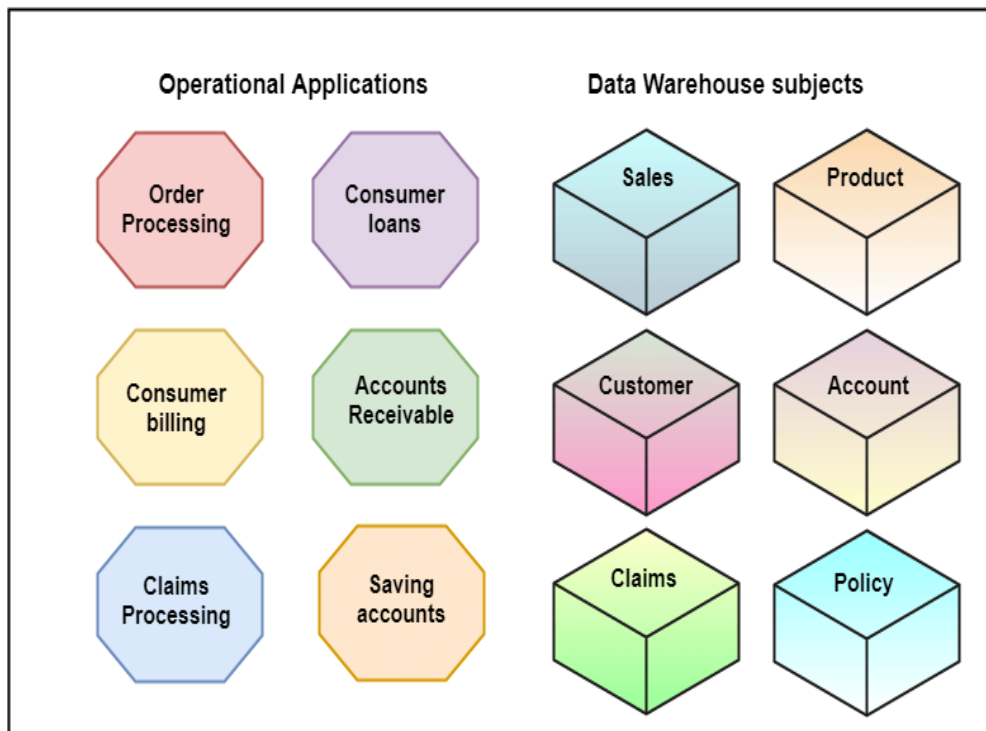 Operational Applications
Data Warehouse subjects
Order
Processing
Consumer
loans
Sales
Product
Consumer
billing
Accounts
Receivable
Customer
Account
Claims
Processing
Saving
accounts
Claims
Policy